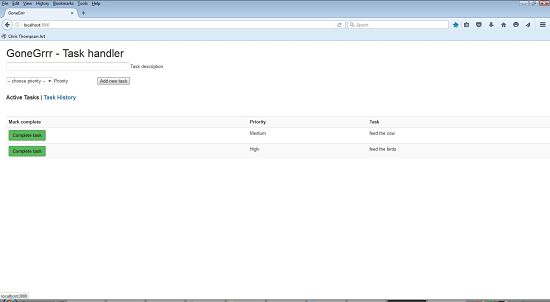 File Edit View History Bookmarks Tools Help
GoneGrrr
localhost:3000
Search
Chris Thompson Art
GoneGrrr - Task handler
Task description
-- choose priority -- Priority Add new task
Active Tasks | Task History
Mark complete Priority Task
Complete task Medium feed the cow
Complete task High feed the birds
localhost:3000